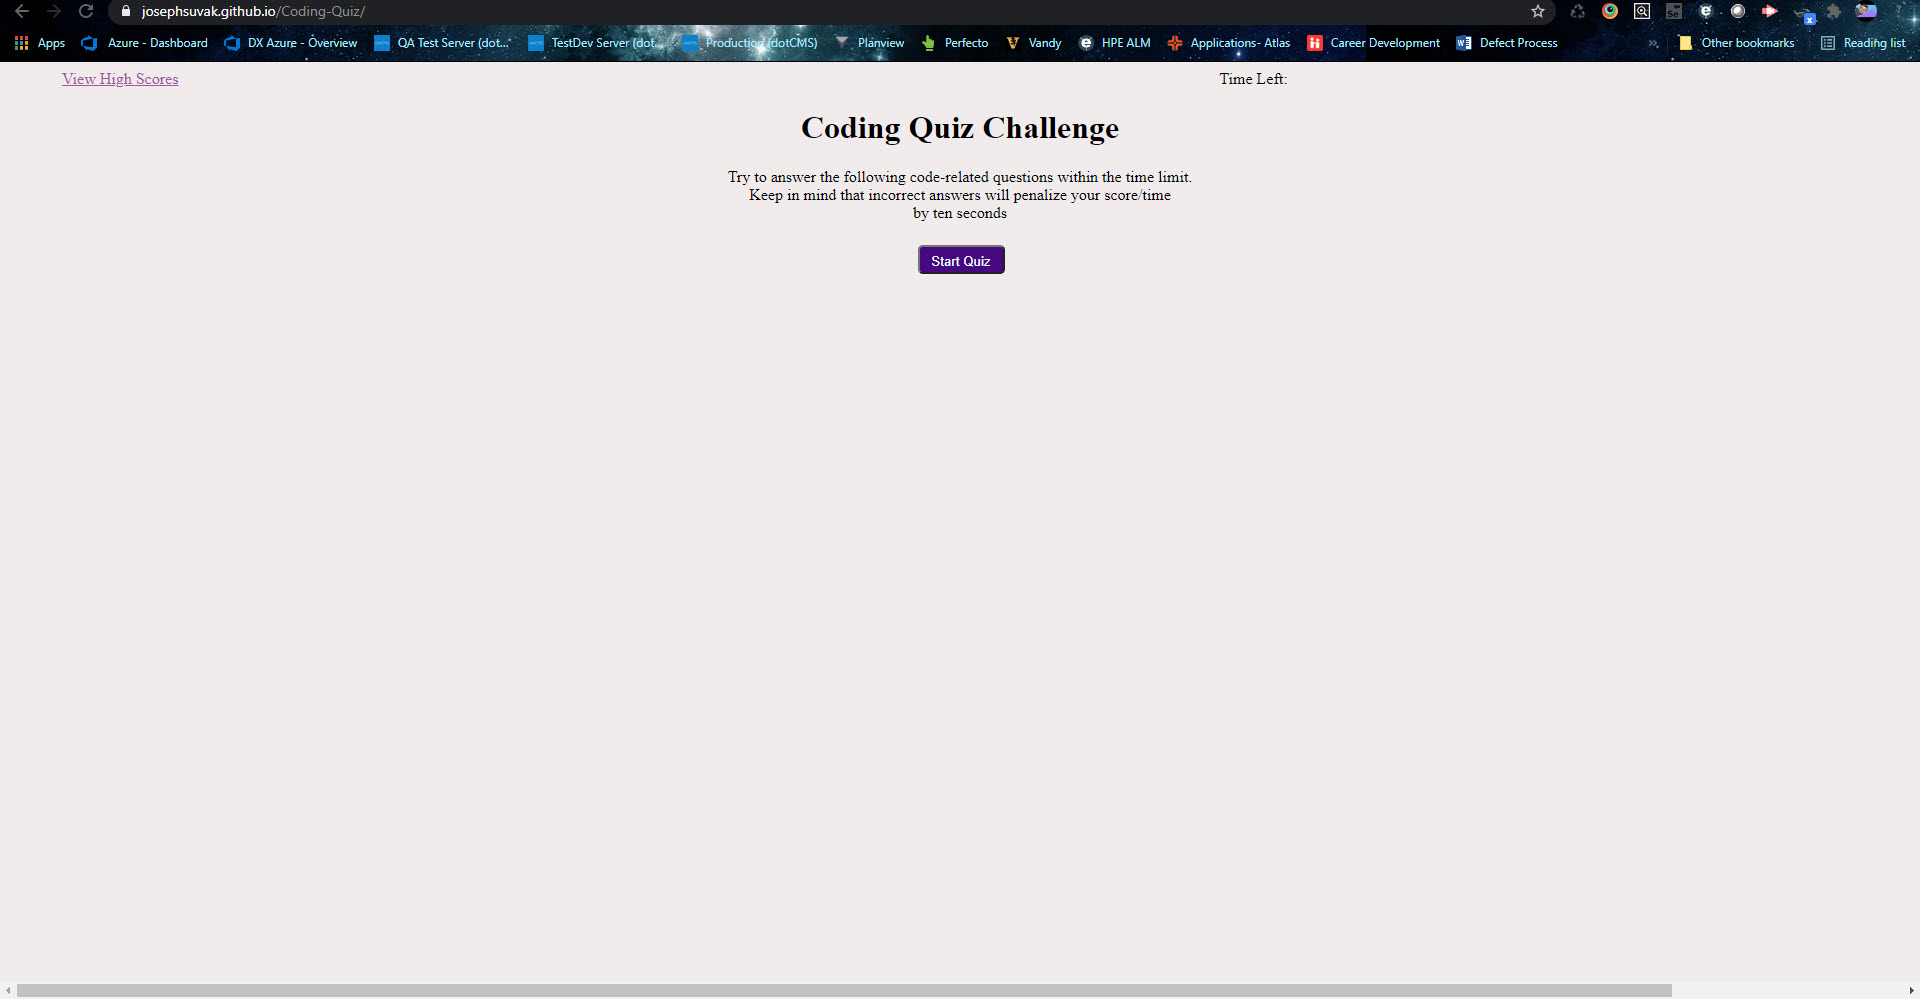 josephsuvak.github.io/Coding-Quiz/
Apps Azure - Dashboard DX Azure - Overview QA Test Server (dot... TestDev Server (dot... Production (dotCMS) Planview Perfecto Vandy HPE ALM Applications- Atlas Career Development Defect Process » Other bookmarks Reading list
View High Scores Time Left:
Coding Quiz Challenge
Try to answer the following code-related questions within the time limit.
Keep in mind that incorrect answers will penalize your score/time
by ten seconds
Start Quiz